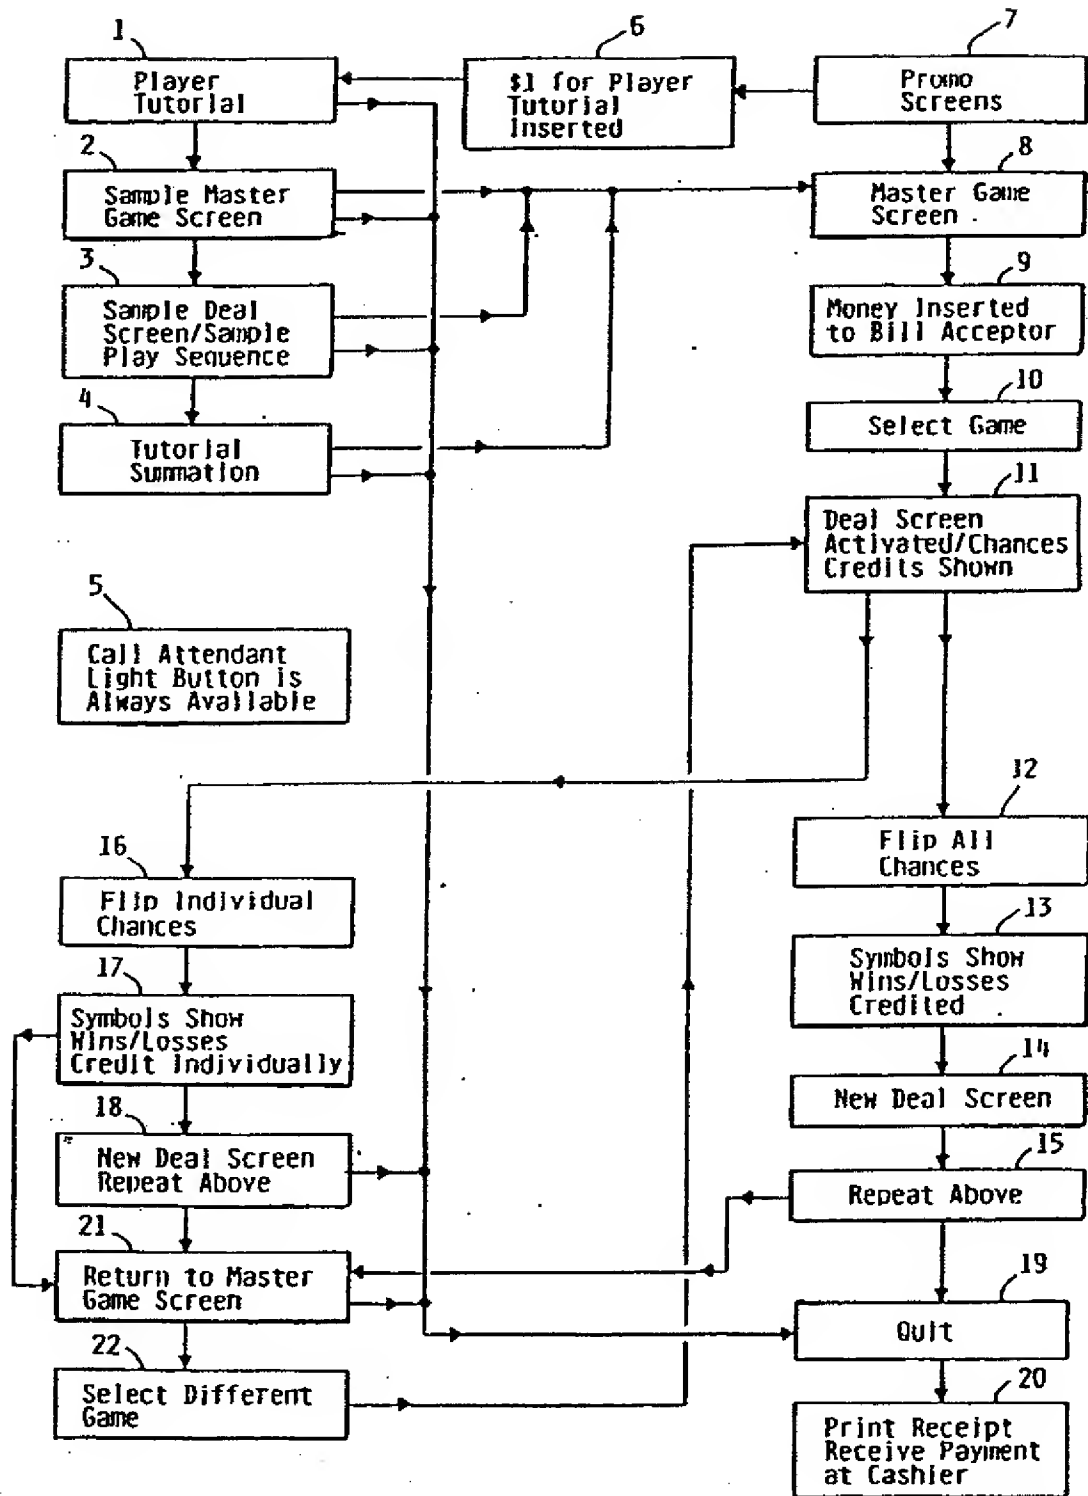 1
Player
Tutorial
6
$1 for Player
Tutorial
Inserted
7
Promo
Screens
2
Sample Master
Game Screen
8
Master Game
Screen
3
Sample Deal
Screen/Sample
Play Sequence
9
Money Inserted
to Bill Acceptor
4
Tutorial
Summation
10
Select Game
11
Deal Screen
Activated/Chances
Credits Shown
5
Call Attendant
Light Button is
Always Available
12
Flip All
Chances
16
Flip Individual
Chances
13
Symbols Show
Wins/Losses
Credited
17
Symbols Show
Wins/Losses
Credit Individually
14
New Deal Screen
18
New Deal Screen
Repeat Above
15
Repeat Above
21
Return to Master
Game Screen
19
Quit
22
Select Different
Game
20
Print Receipt
Receive Payment
at Cashier